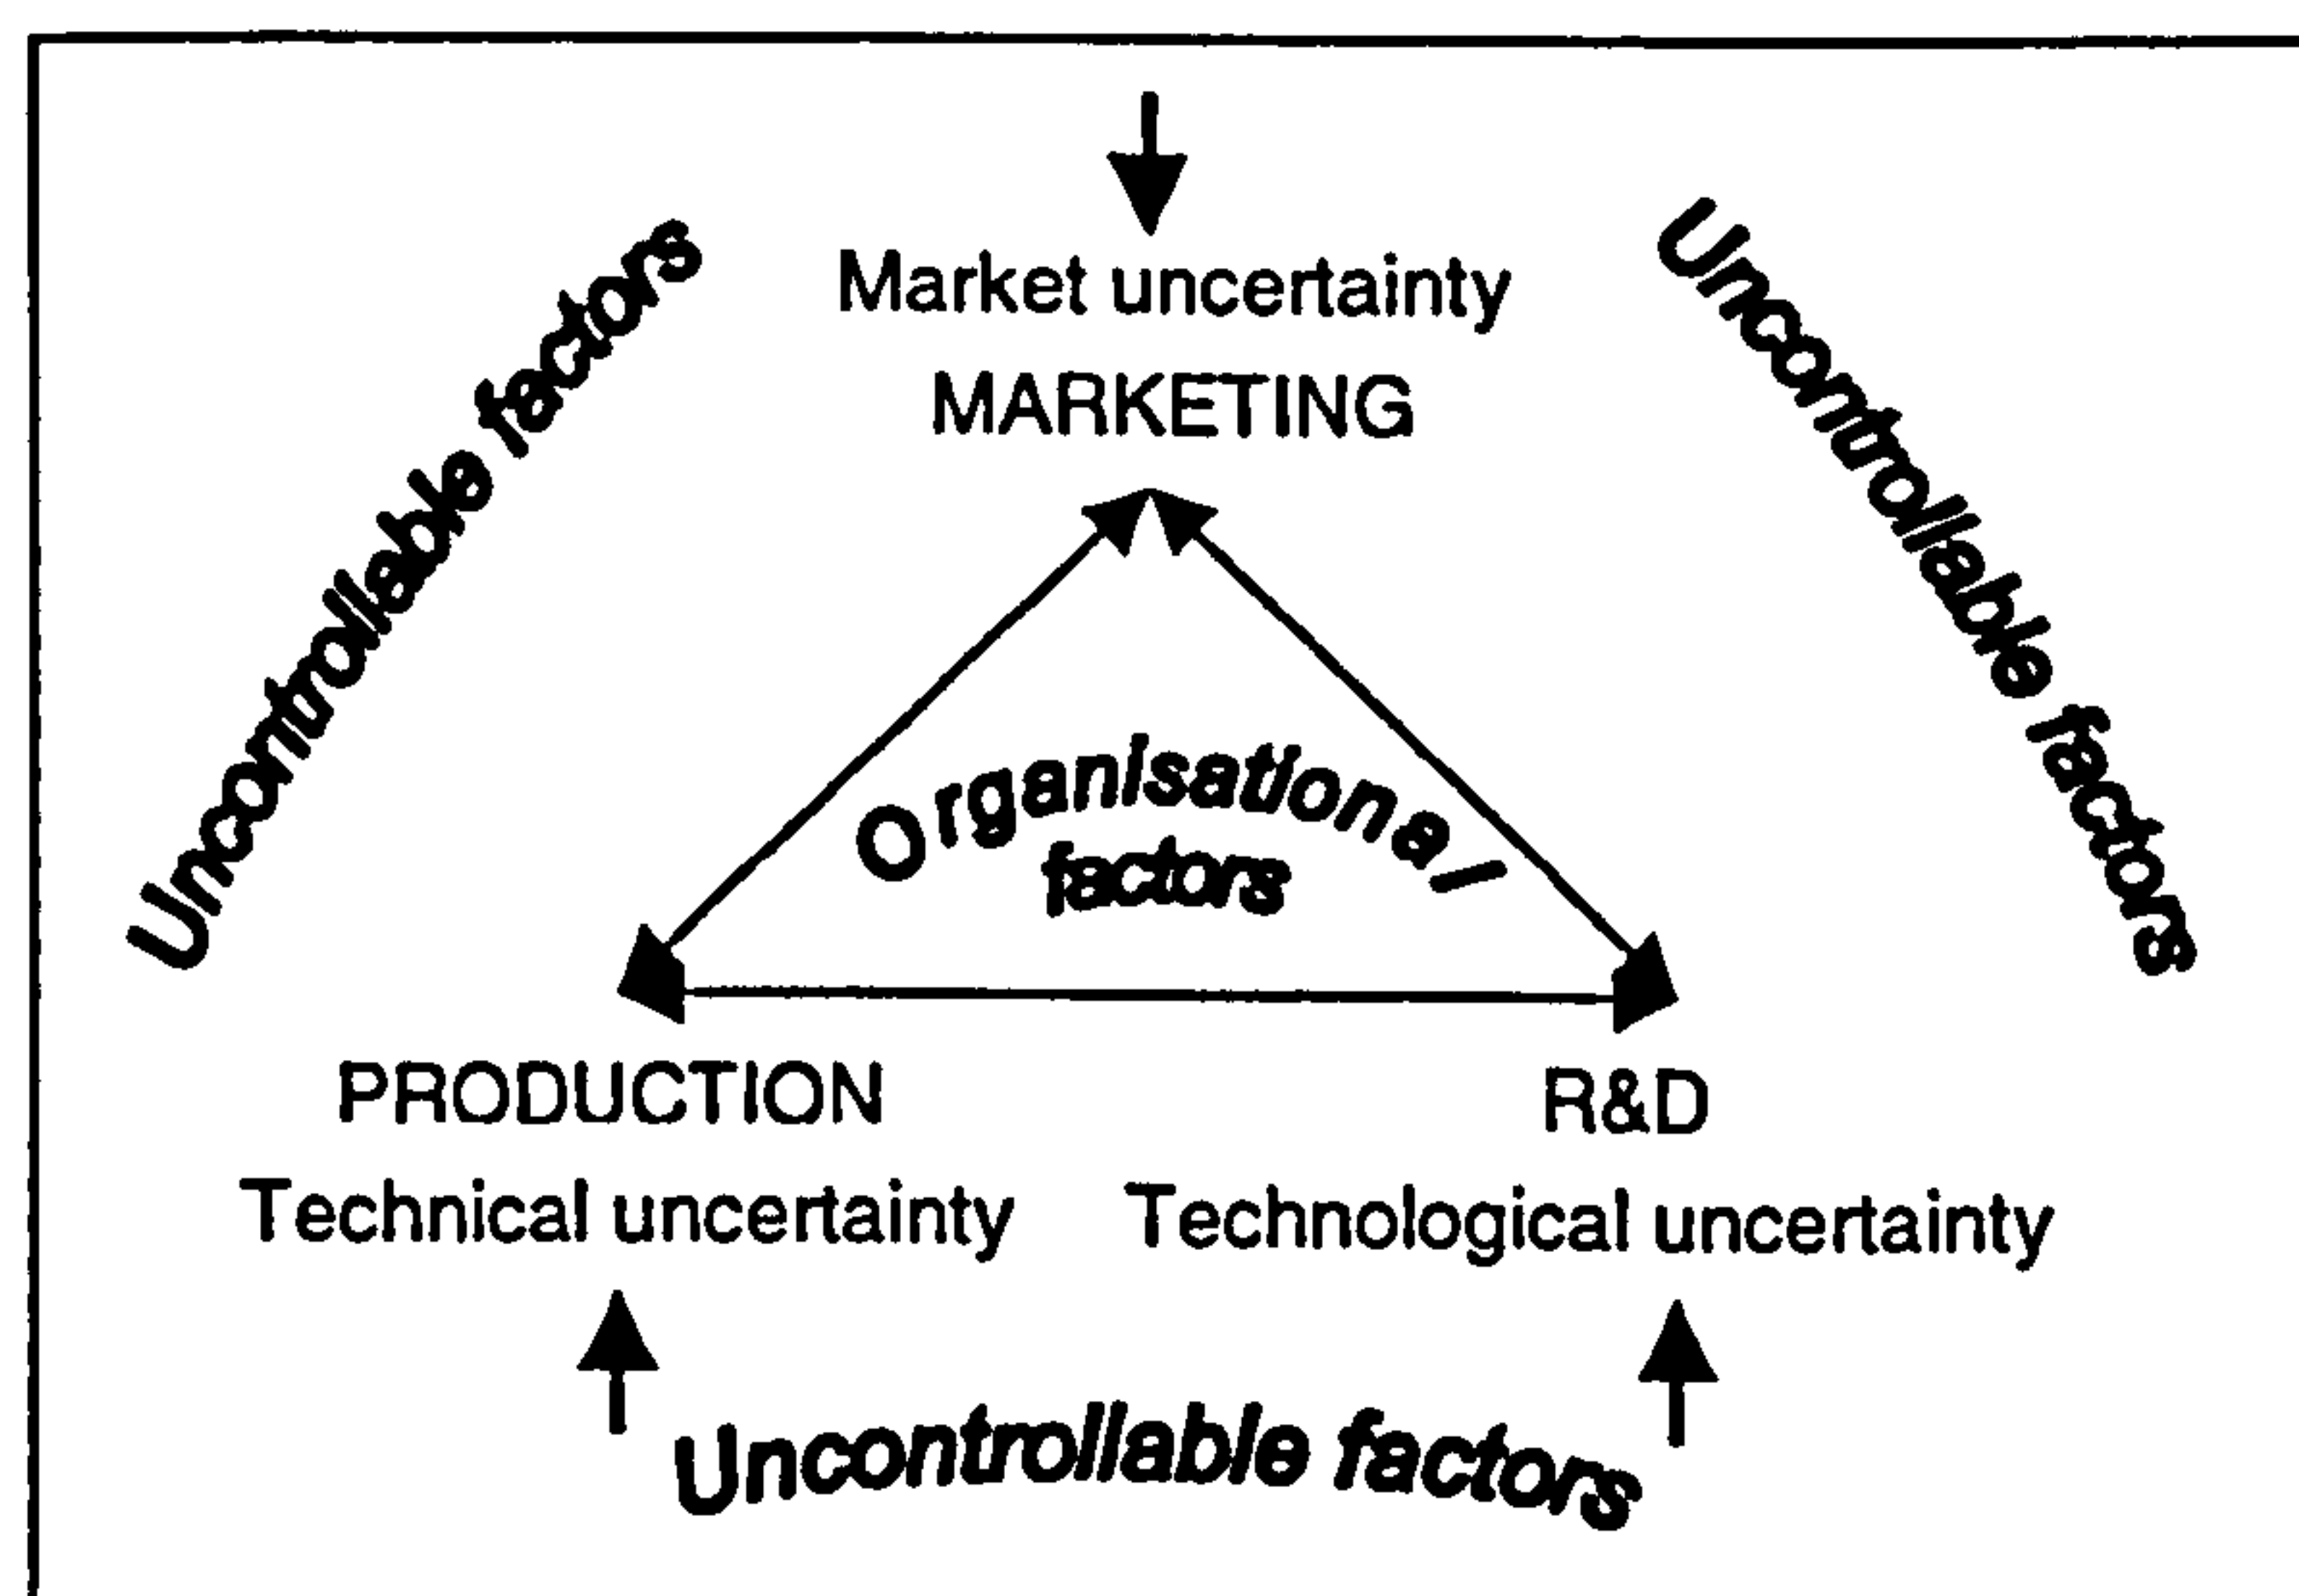 Market uncertainty
MARKETING
Uncontrollable factors
Uncontrollable factors
Organisational
factors
PRODUCTION
R&D
Technical uncertainty
Technological uncertainty
Uncontrollable factors